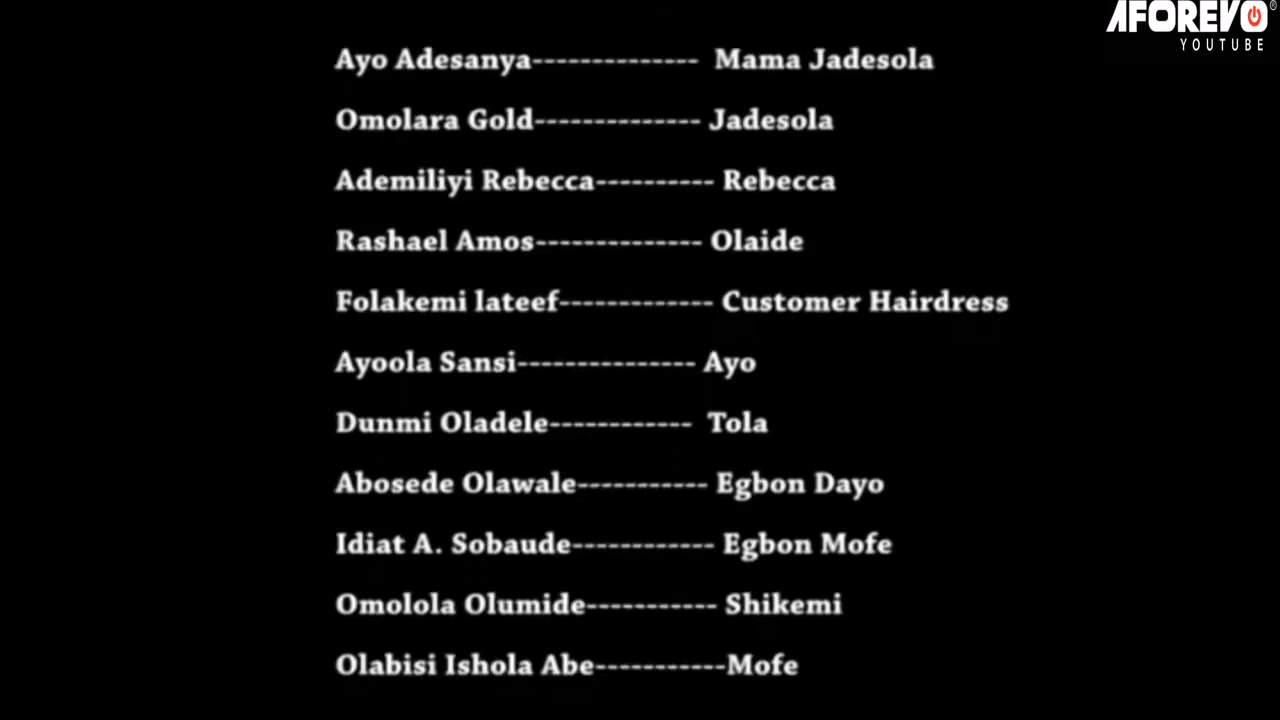 AFOREVO®
YOUTUBE
Ayo Adesanya-------------- Mama Jadesola
Omolara Gold-------------- Jadesola
Ademiliyi Rebecca---------- Rebecca
Rashael Amos-------------- Olaide
Folakemi lateef------------- Customer Hairdress
Ayoola Sansi--------------- Ayo
Dunmi Oladele------------ Tola
Abosede Olawale----------- Egbon Dayo
Idiat A. Sobaude------------ Egbon Mofe
Omolola Olumide----------- Shikemi
Olabisi Ishola Abe-----------Mofe